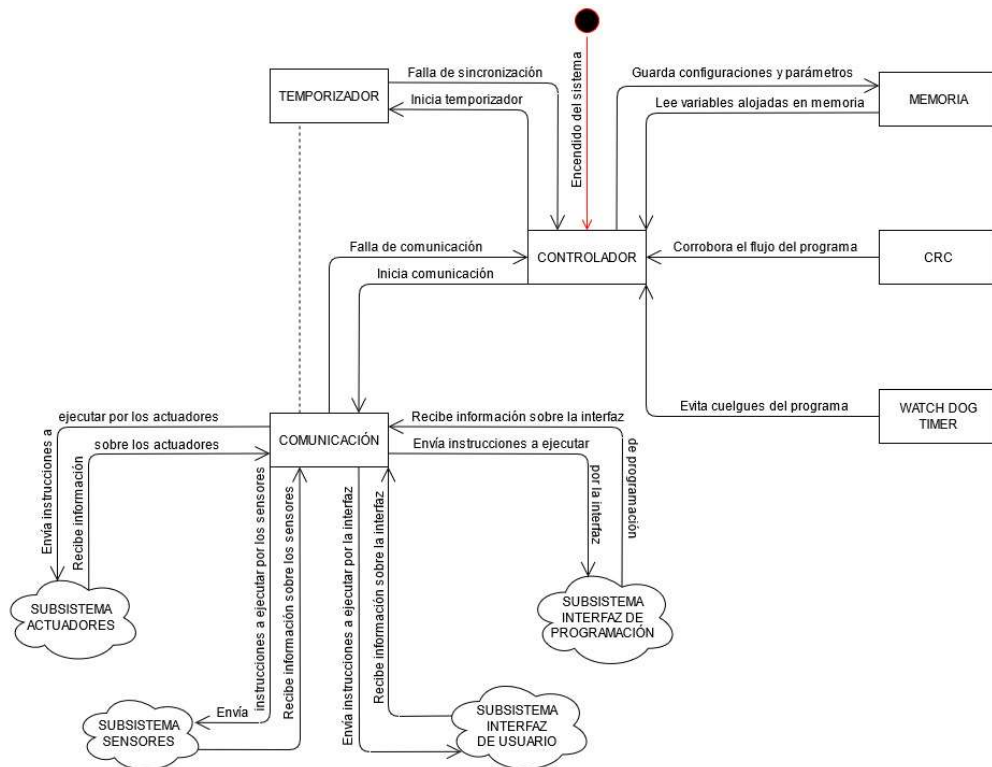 Falla de sincronización
TEMPORIZADOR
Inicia temporizador
Encendido del sistema
Guarda configuraciones y parámetros
MEMORIA
Lee variables alojadas en memoria
Falla de comunicación
CONTROLADOR
Corrobora el flujo del programa
CRC
Inicia comunicación
Evita cuelgues del programa
WATCH DOG
TIMER
ejecutar por los actuadores
Envía instrucciones a
sobre los actuadores
Recibe información
COMUNICACIÓN
Recibe información sobre la interfaz
de programación
Envía instrucciones a ejecutar
por la interfaz
instrucciones a ejecutar por los sensores
Envía
Recibe información sobre los sensores
Envía instrucciones a ejecutar por la interfaz
Recibe información sobre la interfaz
SUBSISTEMA
ACTUADORES
SUBSISTEMA
INTERFAZ DE
PROGRAMACIÓN
SUBSISTEMA
SENSORES
SUBSISTEMA
INTERFAZ
DE USUARIO